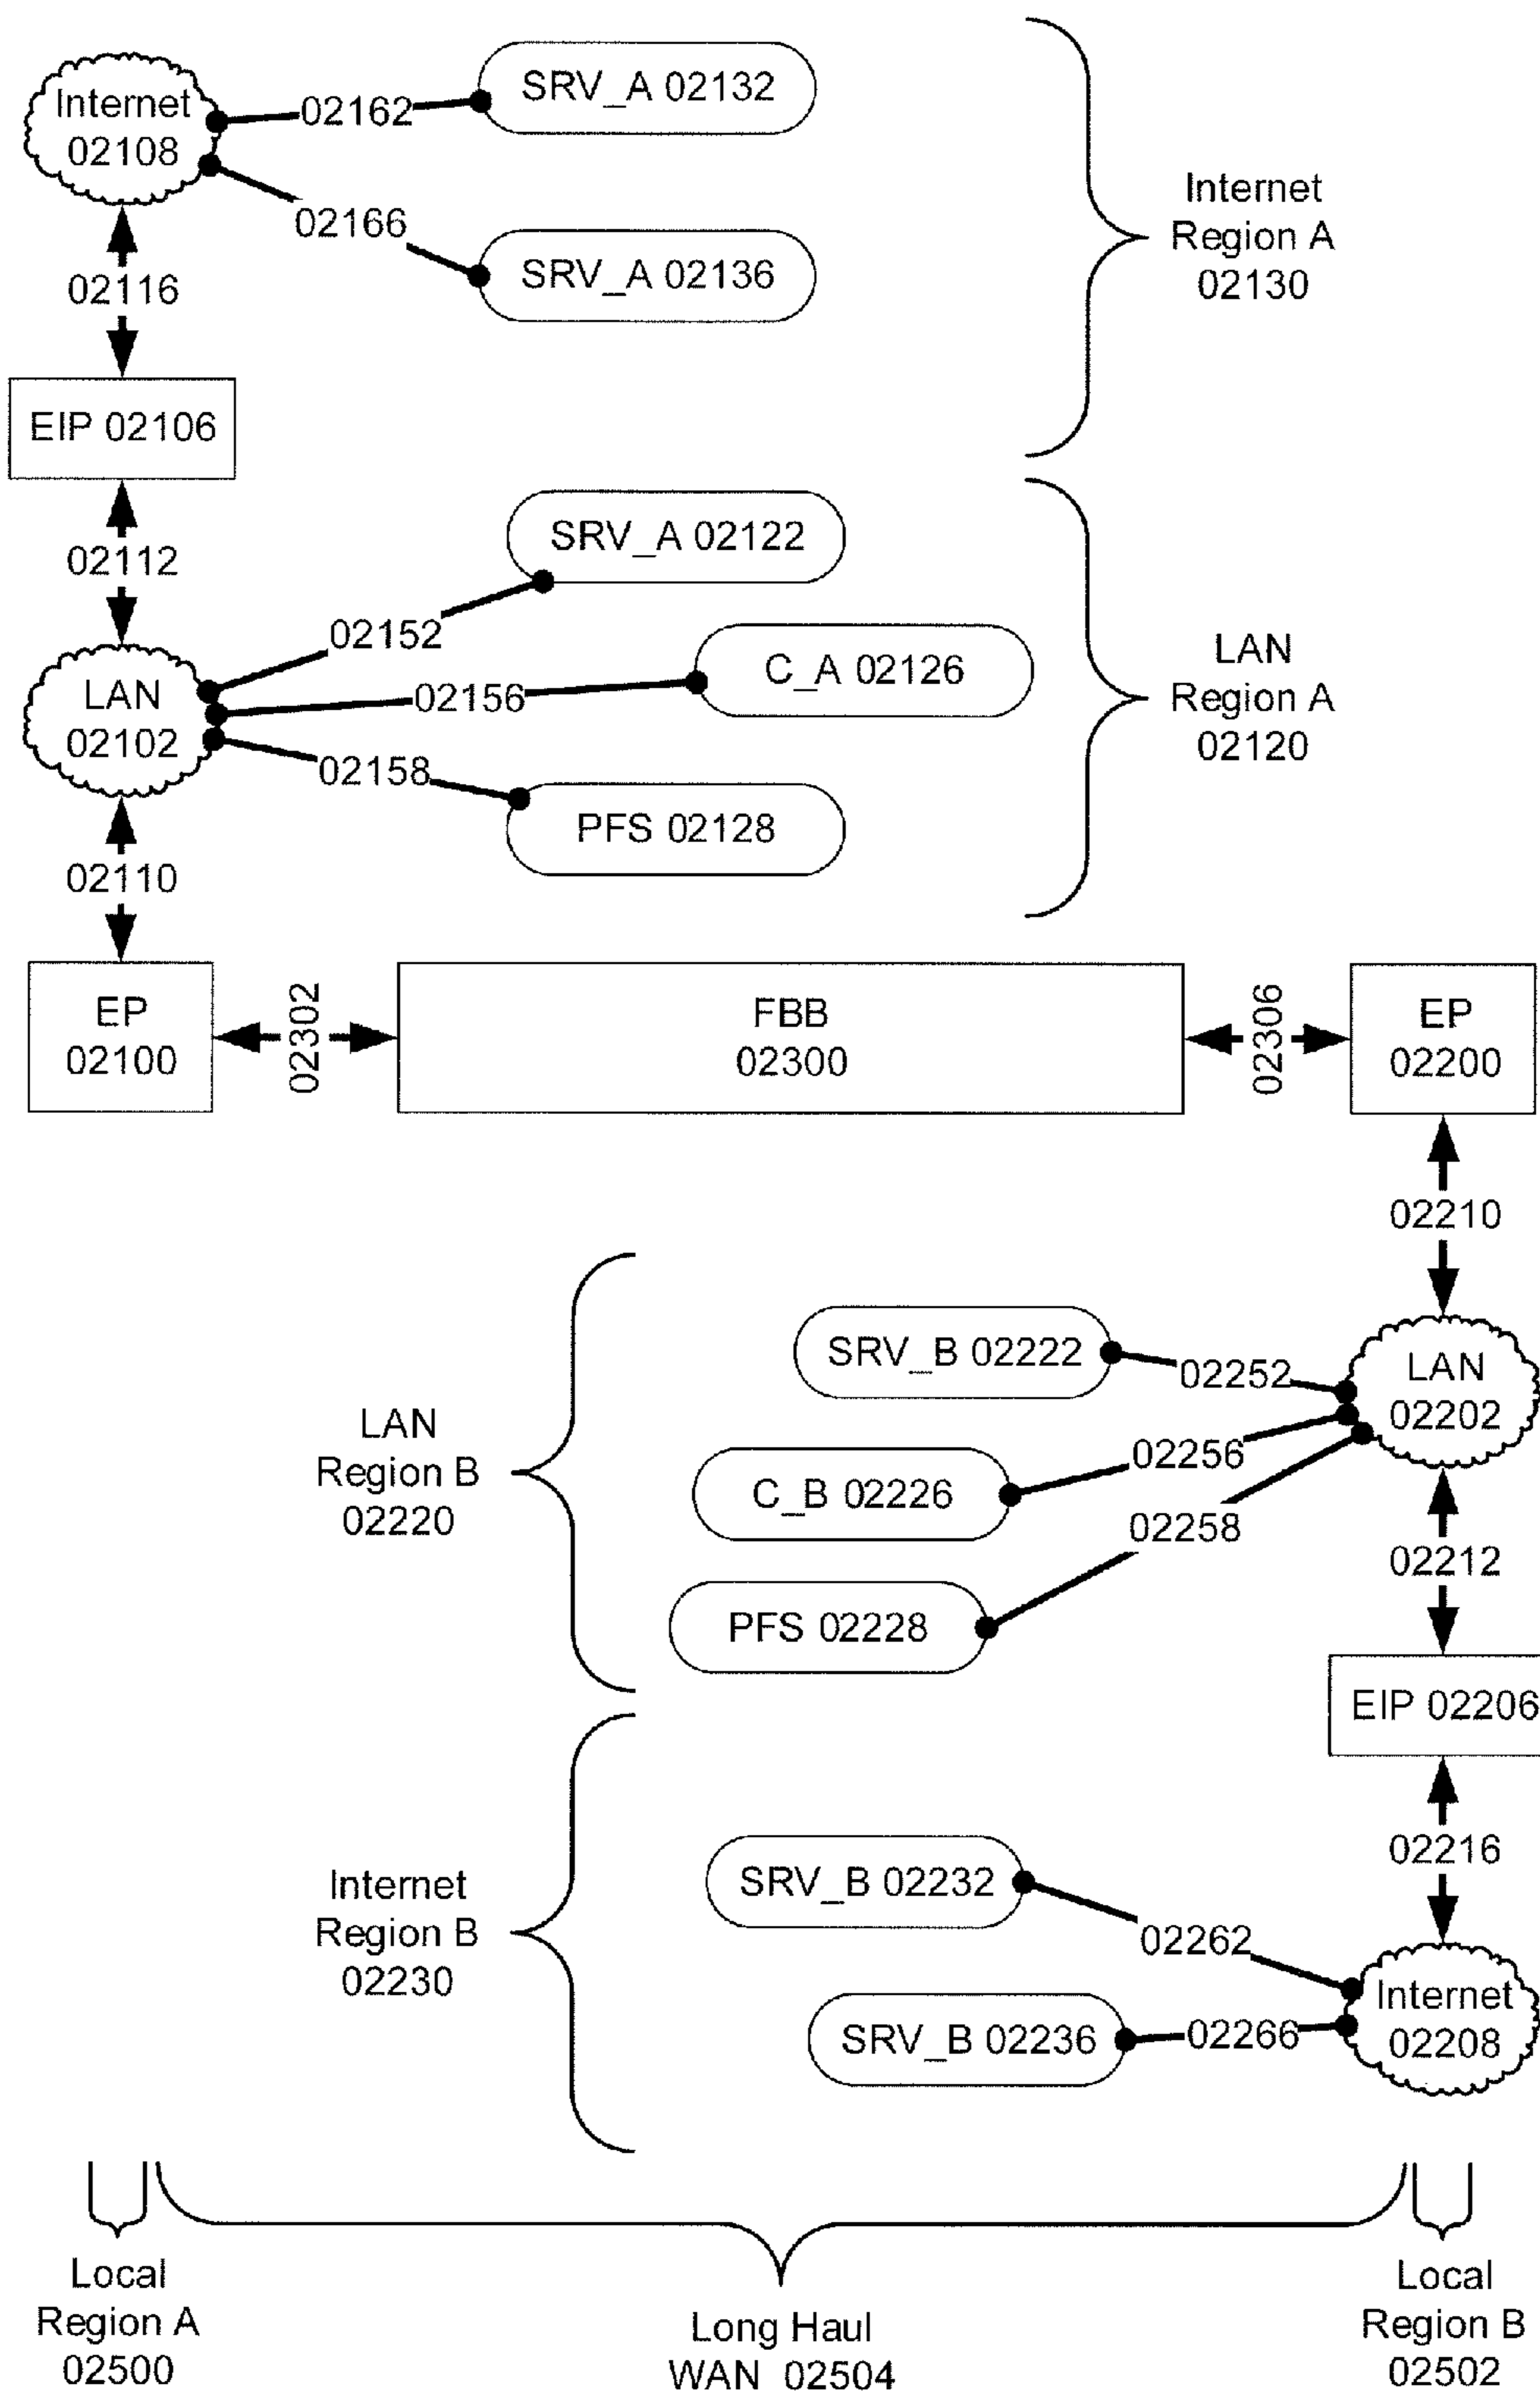 Internet
02108
02162
SRV_A 02132
02166
SRV_A 02136
Internet
Region A
02130
02116
EIP 02106
02112
SRV_A 02122
02152
C_A 02126
LAN
02102
02156
LAN
Region A
02120
02158
PFS 02128
02110
EP
02100
02302
FBB
02300
02306
EP
02200
02210
SRV_B 02222
02252
LAN
02202
LAN
Region B
02220
C_B 02226
02256
02258
02212
PFS 02228
EIP 02206
02216
SRV_B 02232
02262
Internet
Region B
02230
Internet
02208
SRV_B 02236
02266
Local
Region A
02500
Long Haul
WAN 02504
Local
Region B
02502